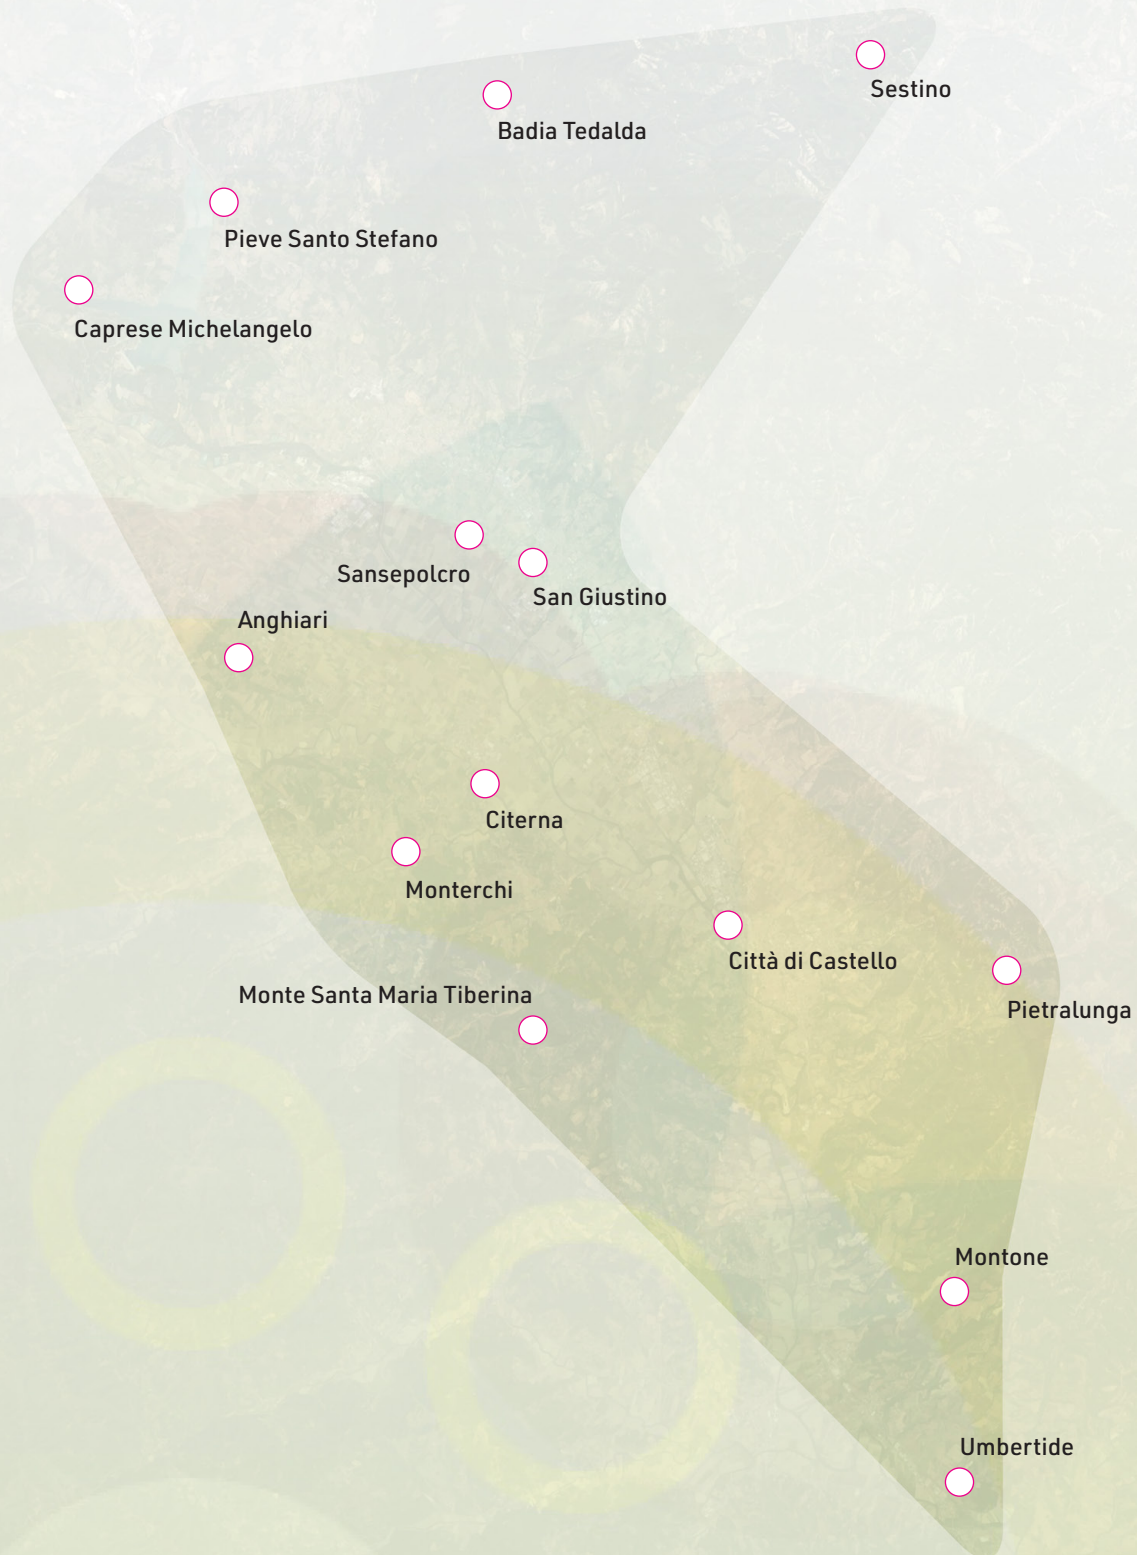 Sestino
Badia Tedalda
Pieve Santo Stefano
Caprese Michelangelo
Sansepolcro
San Giustino
Anghiari
Citerna
Monterchi
Città di Castello
Monte Santa Maria Tiberina
Pietralunga
Montone
Umbertide